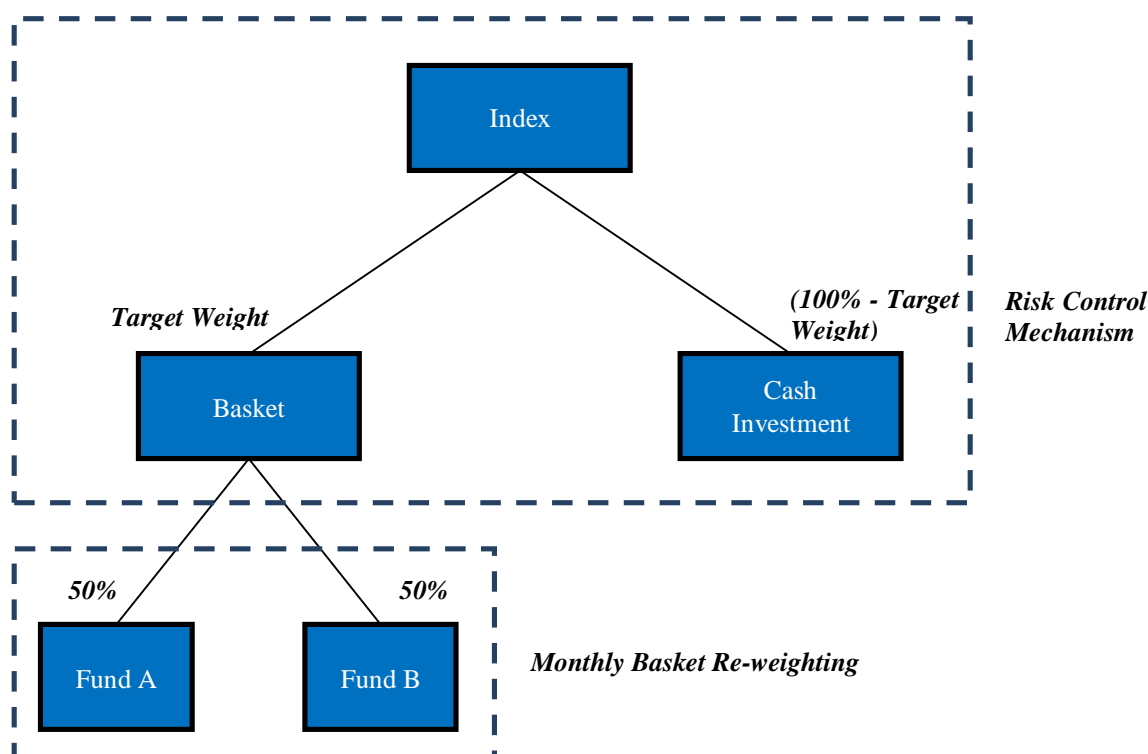 Index
Target Weight
(100% - Target
Weight)
Risk Control
Mechanism
Basket
Cash
Investment
50%
50%
Fund A
Fund B
Monthly Basket Re-weighting